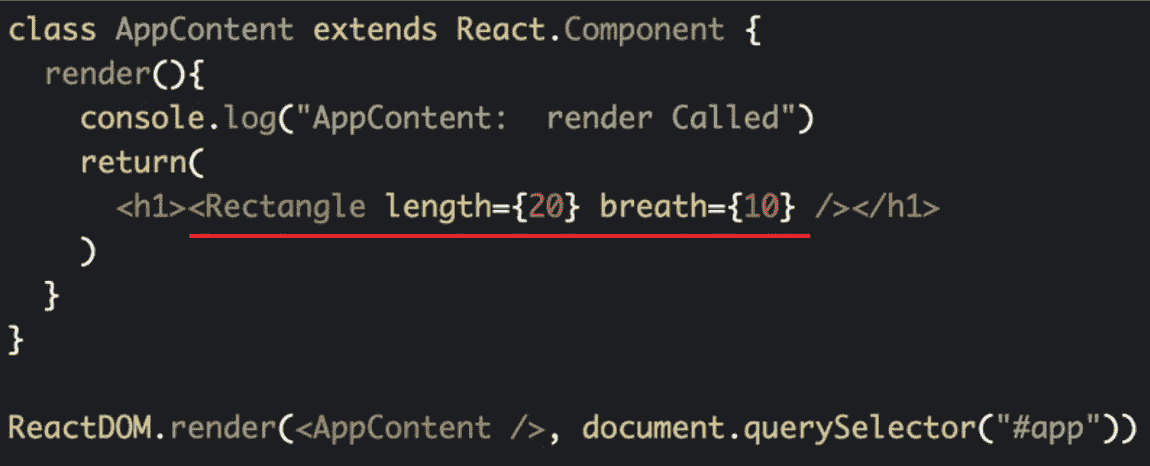 class AppContent extends React.Component {
render(){
console.log("AppContent:  render Called")
return(
<h1><Rectangle length={20} breath={10} /></h1>
)
}
}
ReactDOM.render(<AppContent />, document.querySelector("#app"))